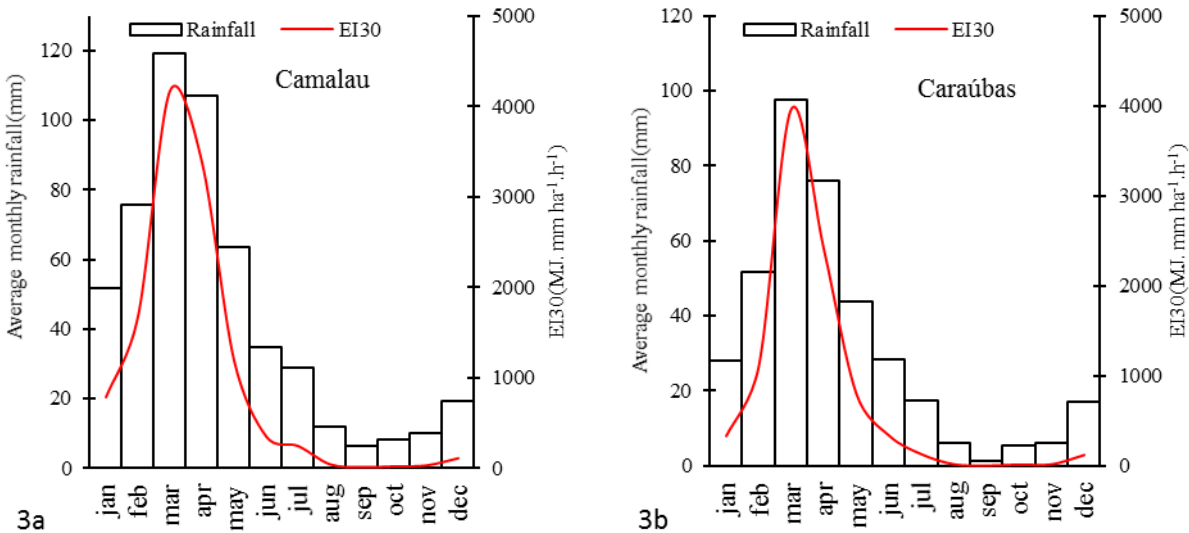 Rainfall EI30
Camalau
Average monthly rainfall(mm)
120
100
80
60
40
20
0
5000
4000
3000
2000
1000
0
EI30(MJ. mm ha⁻¹.h⁻¹)
jan feb mar apr may jun jul aug sep oct nov dec
3a
Rainfall EI30
Caraúbas
Average monthly rainfall(mm)
120
100
80
60
40
20
0
5000
4000
3000
2000
1000
0
EI30(MJ. mm ha⁻¹.h⁻¹)
jan feb mar apr may jun jul aug sep oct nov dec
3b